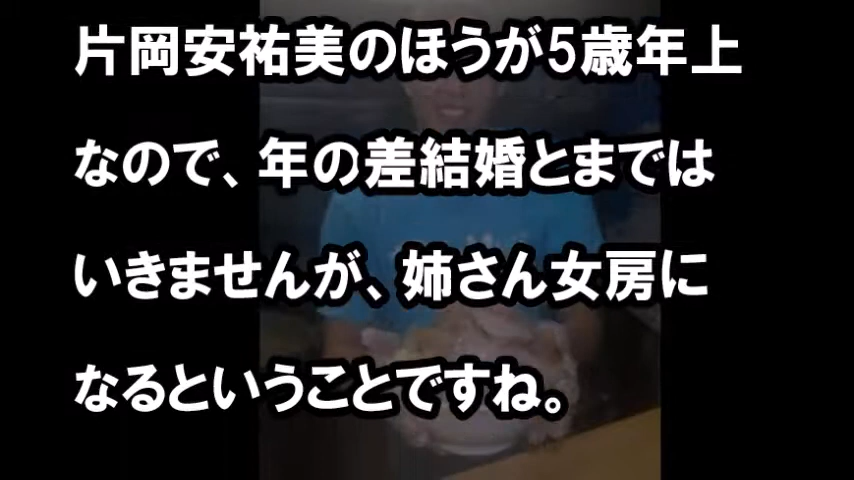 片岡安祐美のほうが5歳年上
なので、年の差結婚とまでは
いきませんが、姉さん女房に
なるということですね。